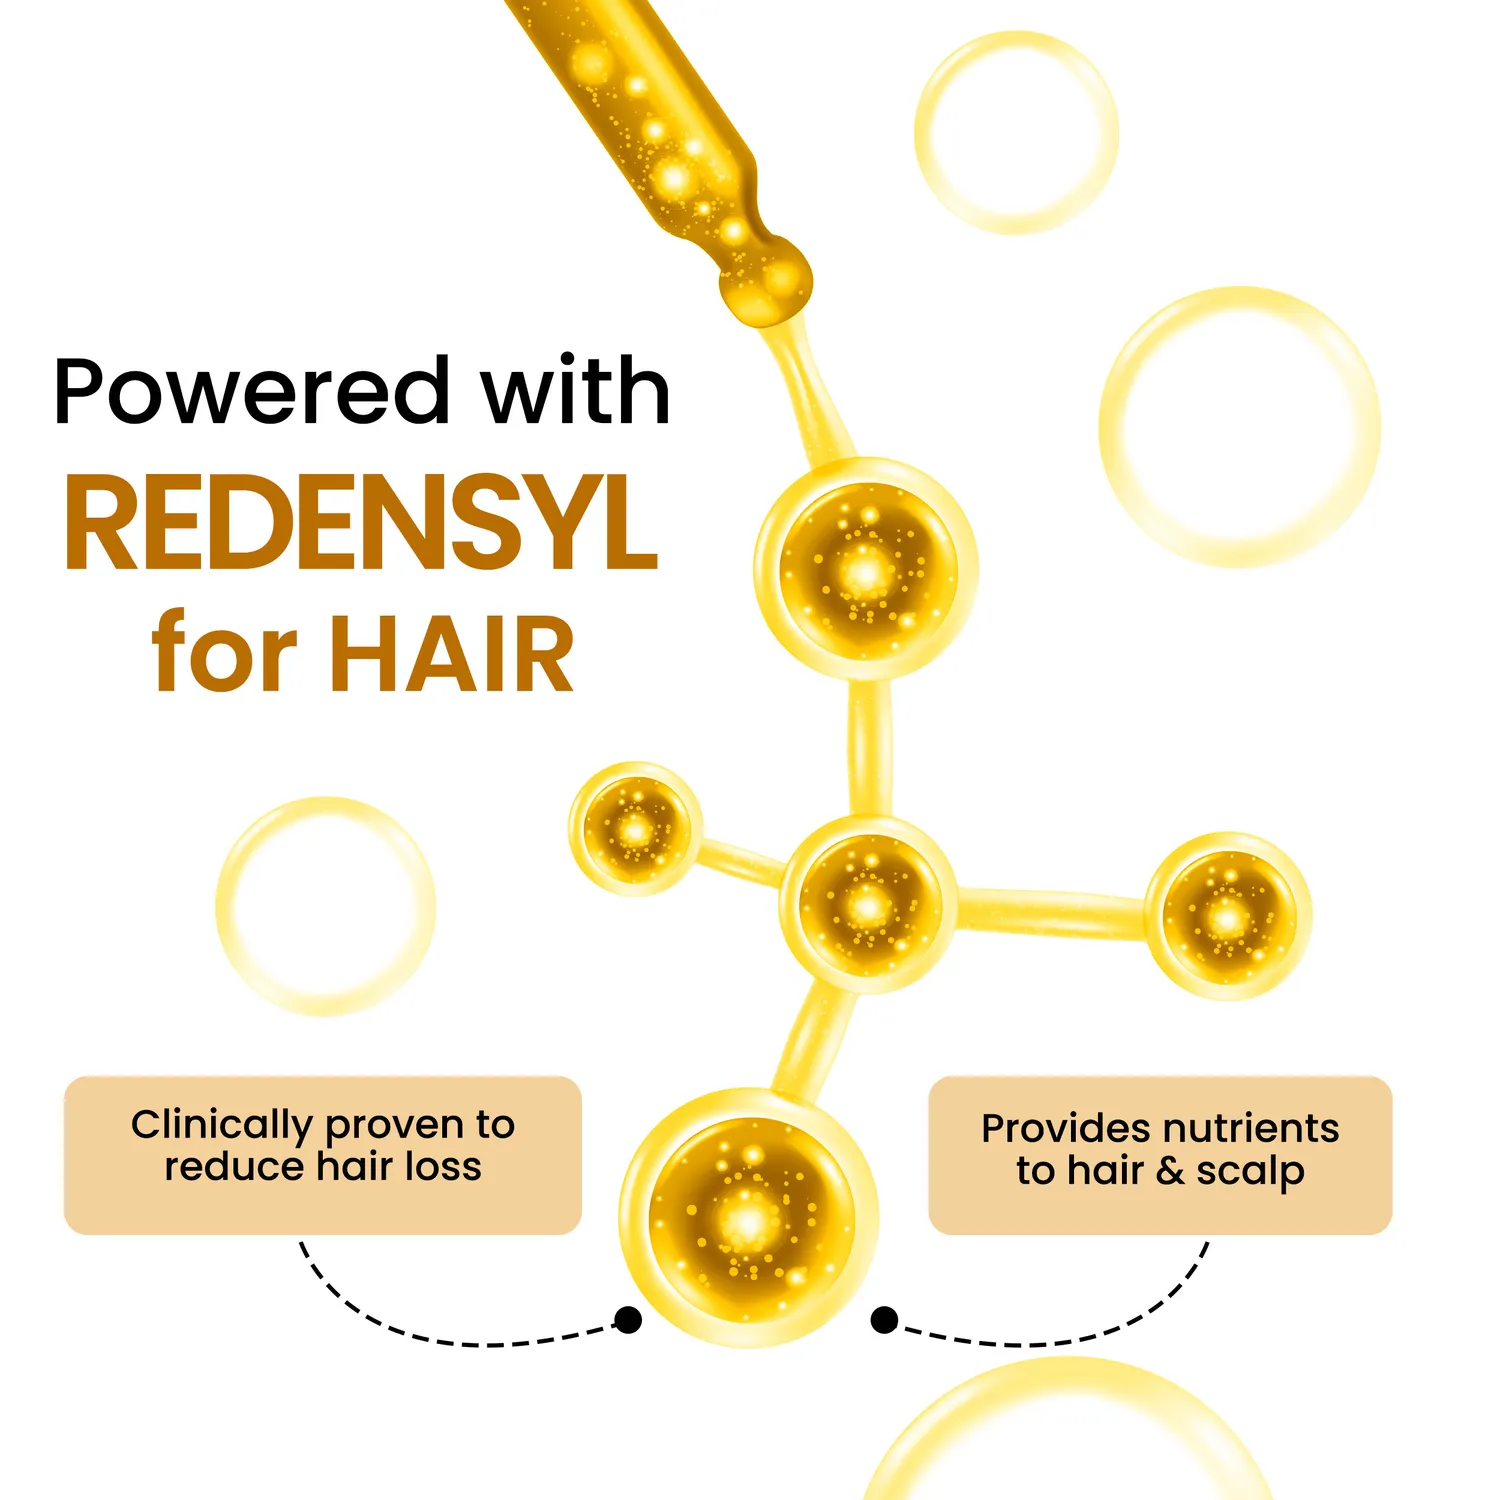 Powered with
REDENSYL
for HAIR
Clinically proven to
reduce hair loss
Provides nutrients
to hair & scalp